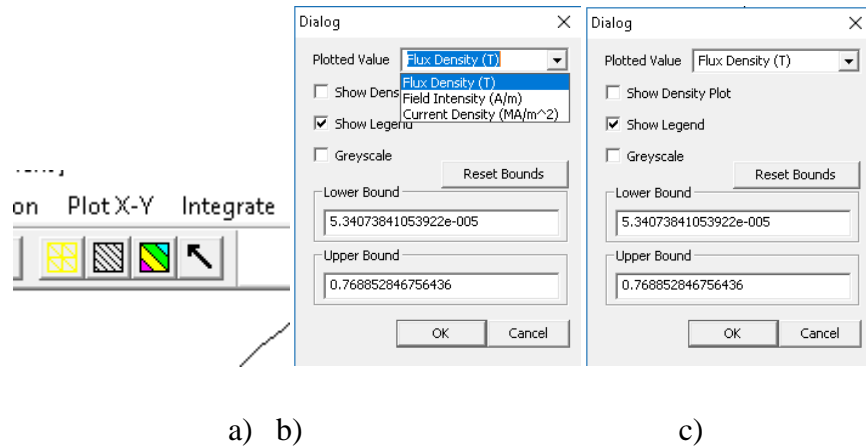 on Plot X-Y Integrate
Dialog
Plotted Value Flux Density (T)
Flux Density (T)
Show Dens Field Intensity (A/m)
Current Density (MA/m^2)
Show Legend
Greyscale
Reset Bounds
Lower Bound
5.34073841053922e-005
Upper Bound
0.768852846756436
OK Cancel
Dialog
Plotted Value Flux Density (T)
Show Density Plot
Show Legend
Greyscale
Reset Bounds
Lower Bound
5.34073841053922e-005
Upper Bound
0.768852846756436
OK Cancel
a) b) c)